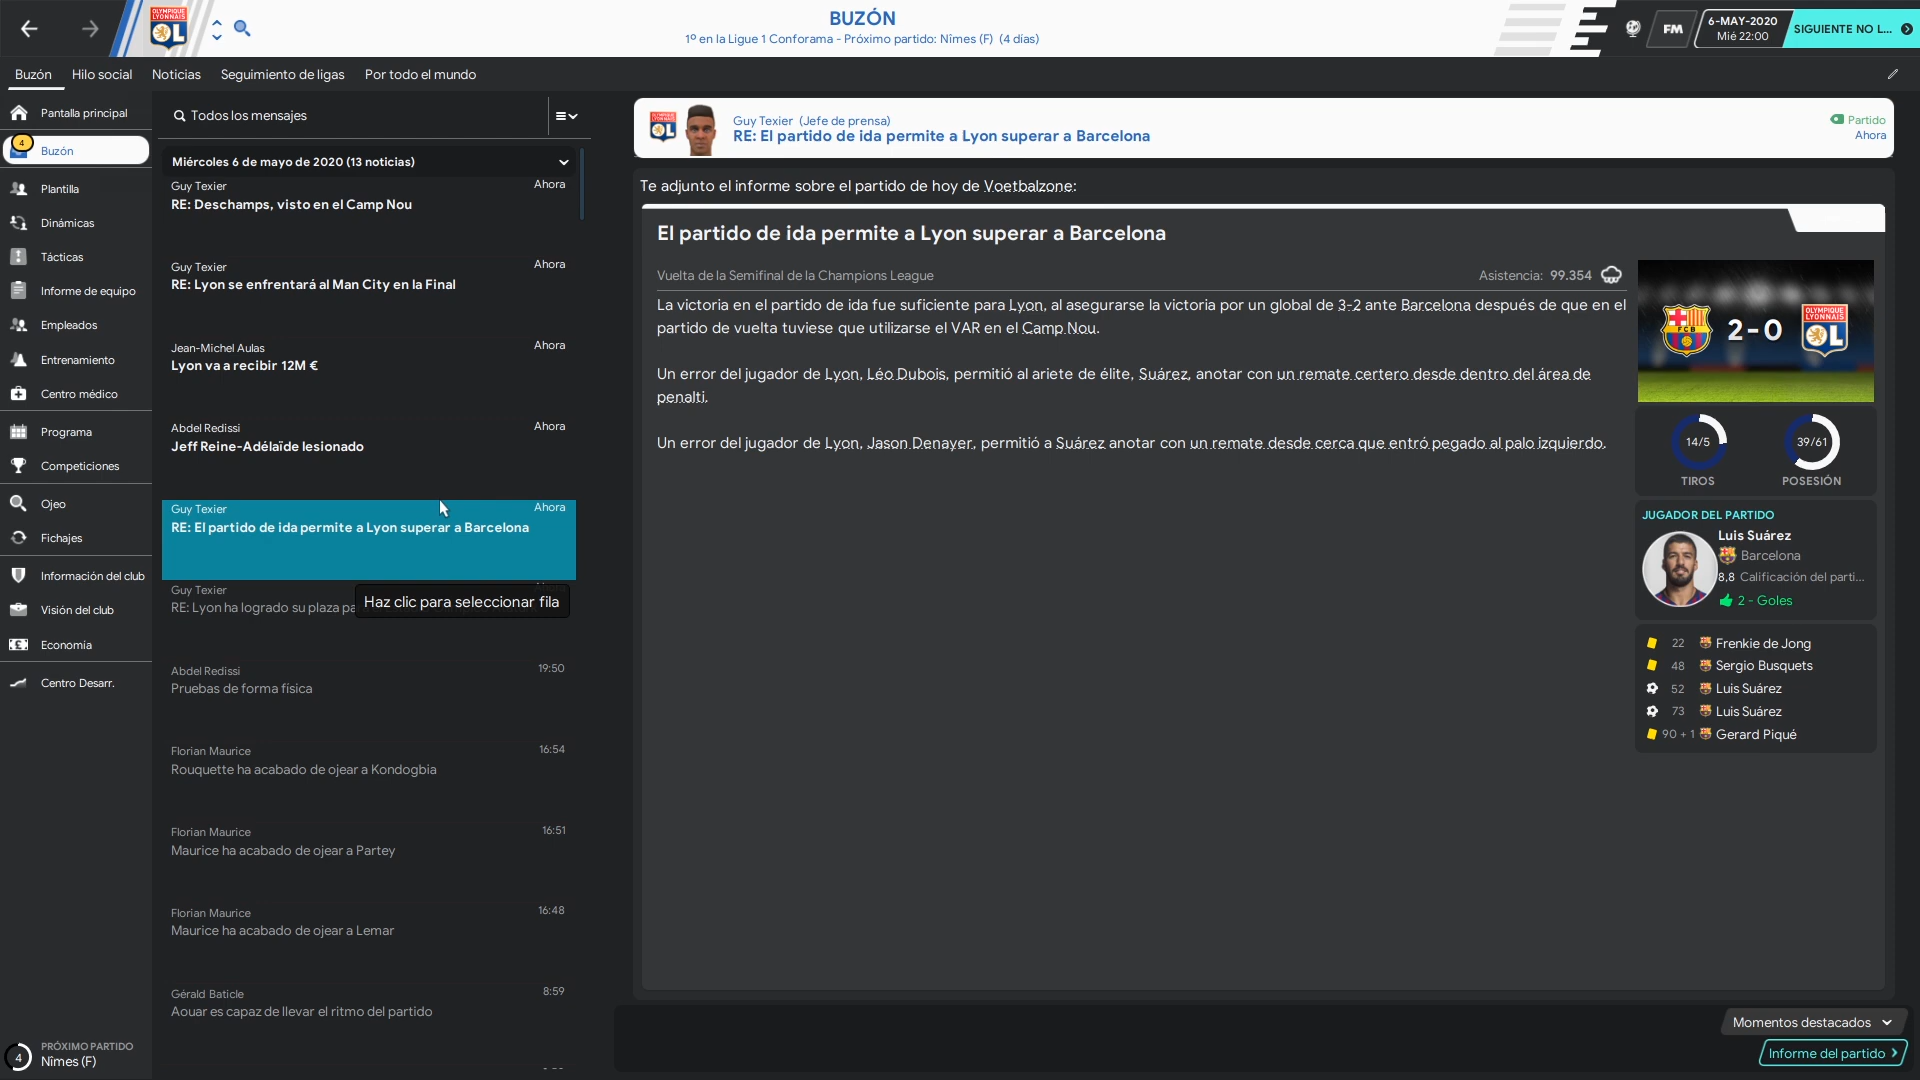 BUZÓN
1º en la Ligue 1 Conforama - Próximo partido: Nîmes (F) (4 días)
FM
6-MAY-2020
Mié 22:00
SIGUIENTE NO L...
Buzón
Hilo social
Noticias
Seguimiento de ligas
Por todo el mundo
Pantalla principal
4
Buzón
Plantilla
Dinámicas
Tácticas
Informe de equipo
Empleados
Entrenamiento
Centro médico
Programa
Competiciones
Ojeo
Fichajes
Información del club
Visión del club
Economía
Centro Desarr.
4
PRÓXIMO PARTIDO
Nîmes (F)
Todos los mensajes
Miércoles 6 de mayo de 2020 (13 noticias)
Guy Texier Ahora
RE: Deschamps, visto en el Camp Nou
Guy Texier Ahora
RE: Lyon se enfrentará al Man City en la Final
Jean-Michel Aulas Ahora
Lyon va a recibir 12M €
Abdel Redissi Ahora
Jeff Reine-Adélaïde lesionado
Guy Texier Ahora
RE: El partido de ida permite a Lyon superar a Barcelona
Guy Texier
RE: Lyon ha logrado su plaza
Haz clic para seleccionar fila
Abdel Redissi 19:50
Pruebas de forma física
Florian Maurice 16:54
Rouquette ha acabado de ojear a Kondogbia
Florian Maurice 16:51
Maurice ha acabado de ojear a Partey
Florian Maurice 16:48
Maurice ha acabado de ojear a Lemar
Gérald Baticle 8:59
Aouar es capaz de llevar el ritmo del partido
Guy Texier (Jefe de prensa)
RE: El partido de ida permite a Lyon superar a Barcelona
Partido
Ahora
Te adjunto el informe sobre el partido de hoy de Voetbalzone:
El partido de ida permite a Lyon superar a Barcelona
Vuelta de la Semifinal de la Champions League
Asistencia: 99.354
La victoria en el partido de ida fue suficiente para Lyon, al asegurarse la victoria por un global de 3-2 ante Barcelona después de que en el
partido de vuelta tuviese que utilizarse el VAR en el Camp Nou.
Un error del jugador de Lyon, Léo Dubois, permitió al ariete de élite, Suárez, anotar con un remate certero desde dentro del área de
penalti.
Un error del jugador de Lyon, Jason Denayer, permitió a Suárez anotar con un remate desde cerca que entró pegado al palo izquierdo.
2-0
14/5
39/61
TIROS
POSESIÓN
JUGADOR DEL PARTIDO
Luis Suárez
Barcelona
8,8 Calificación del parti...
2 - Goles
22 Frenkie de Jong
48 Sergio Busquets
52 Luis Suárez
73 Luis Suárez
90 + 1 Gerard Piqué
Momentos destacados
Informe del partido